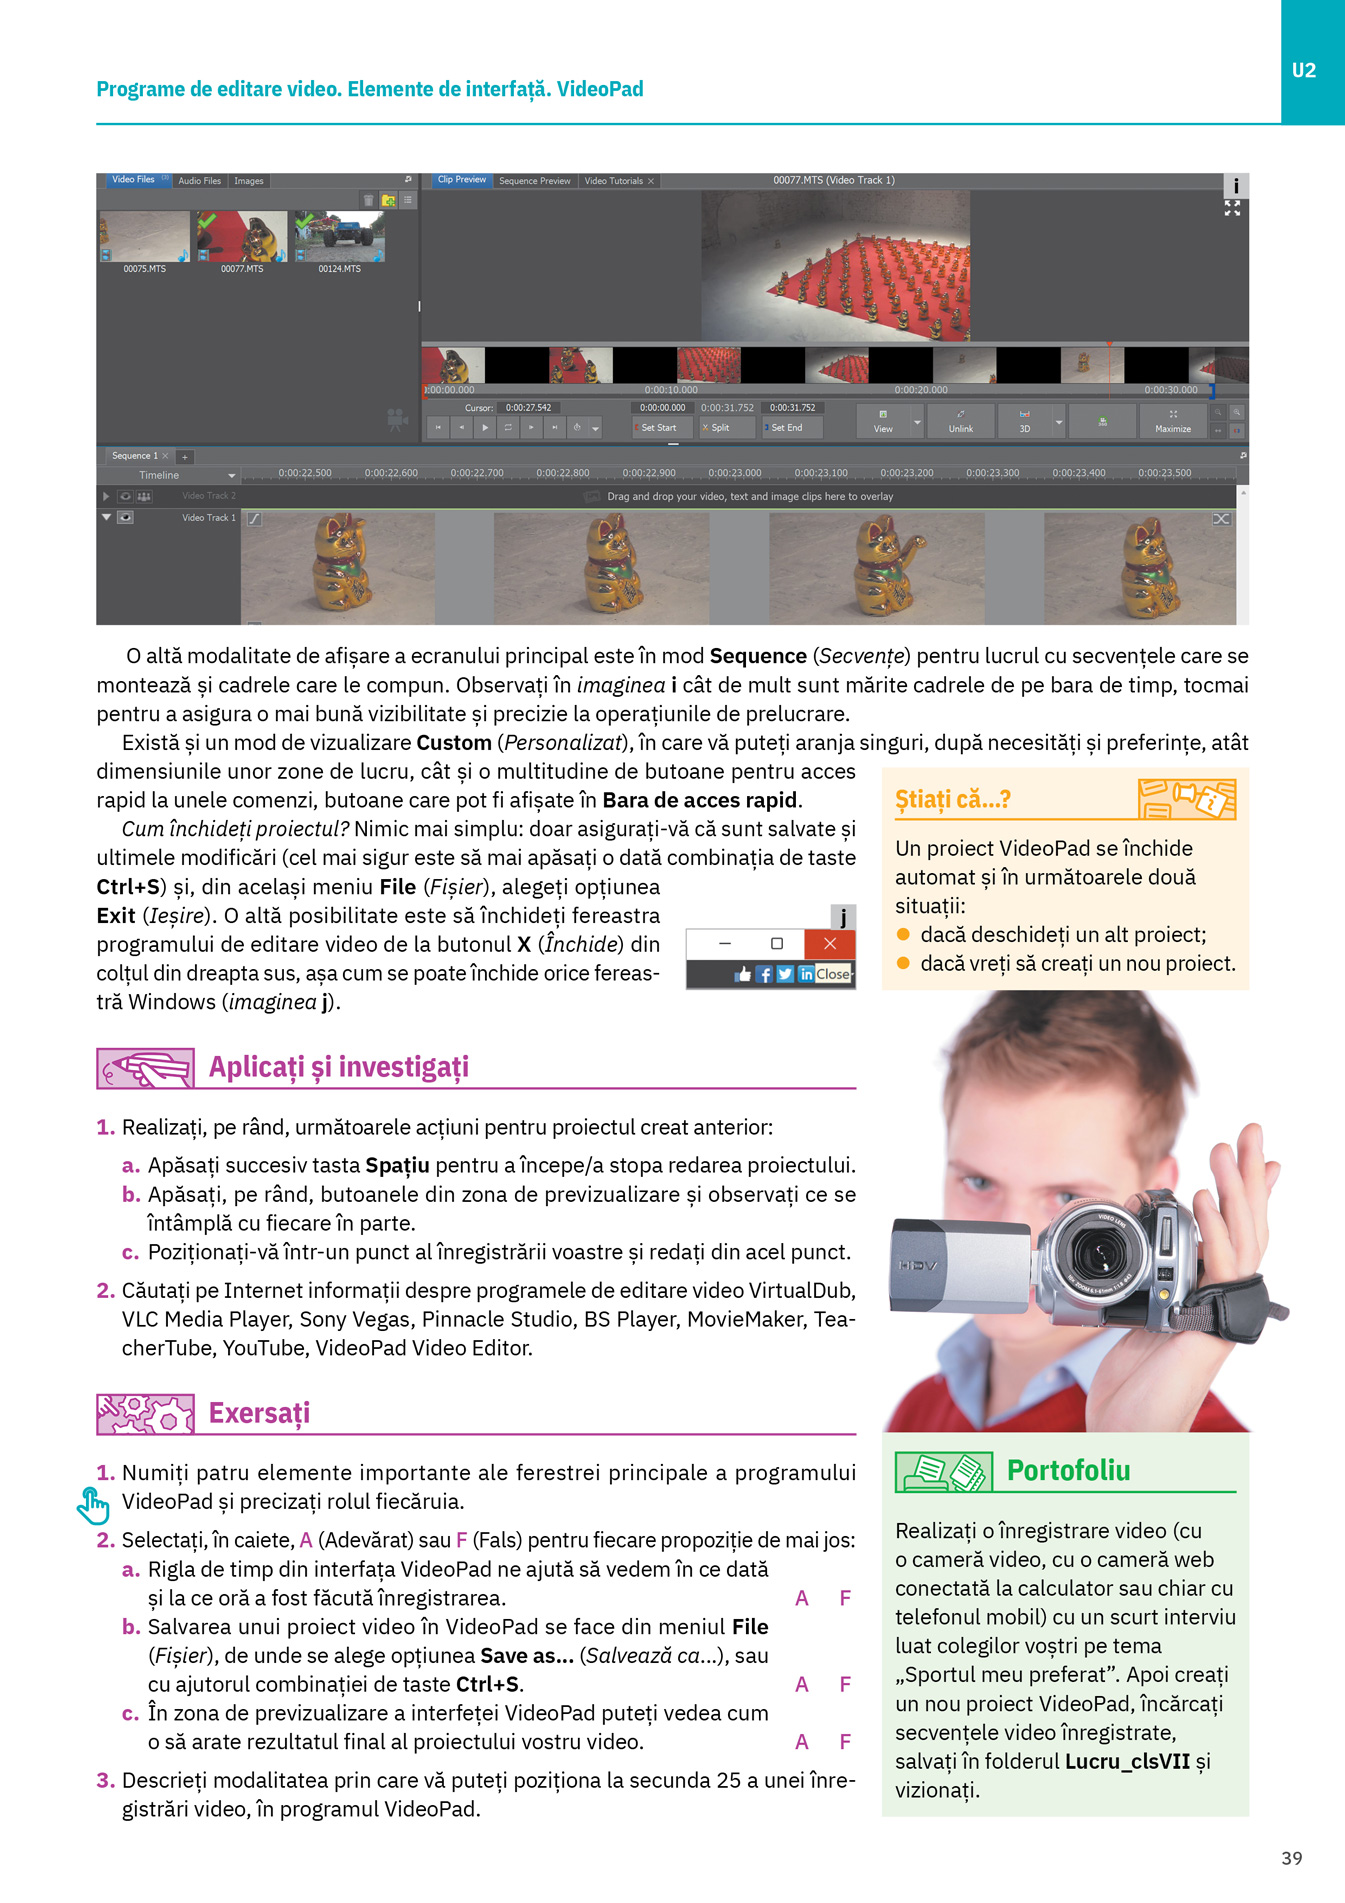 U2
Programe de editare video. Elemente de interfață. VideoPad
Video Files
Audio Files
Images
Clip Preview
Sequence Preview
Video Tutorials
00077.MTS (Video Track 1)
i
00075.MTS
00077.MTS
00124.MTS
0:00:10.000
0:00:20.000
0:00:30.000
Cursor:
0:00:27.542
0:00:00.000
0:00:31.752
0:00:31.752
Set Start
Split
Set End
View
Unlink
3D
Maximize
Sequence 1
Timeline
0:00:22.500
0:00:22.600
0:00:22.700
0:00:22.800
0:00:22.900
0:00:23.000
0:00:23.100
0:00:23.200
0:00:23.300
0:00:23.400
0:00:23.500
Video Track 2
Drag and drop your video, text and image clips here to overlay
Video Track 1
O altă modalitate de afișare a ecranului principal este în mod Sequence (Secvențe) pentru lucrul cu secvențele care se
montează și cadrele care le compun. Observați în imaginea i cât de mult sunt mărite cadrele de pe bara de timp, tocmai
pentru a asigura o mai bună vizibilitate și precizie la operațiunile de prelucrare.
Există și un mod de vizualizare Custom (Personalizat), în care vă puteți aranja singuri, după necesități și preferințe, atât
dimensiunile unor zone de lucru, cât și o multitudine de butoane pentru acces
rapid la unele comenzi, butoane care pot fi afișate în Bara de acces rapid.
Cum închideți proiectul? Nimic mai simplu: doar asigurați-vă că sunt salvate și
ultimele modificări (cel mai sigur este să mai apăsați o dată combinația de taste
Ctrl+S) și, din același meniu File (Fișier), alegeți opțiunea
Exit (Ieșire). O altă posibilitate este să închideți fereastra
programului de editare video de la butonul X (Închide) din
colțul din dreapta sus, așa cum se poate închide orice fereas-
tră Windows (imaginea j).
j
Close
Știați că...?
Un proiect VideoPad se închide
automat și în următoarele două
situații:
• dacă deschideți un alt proiect;
• dacă vreți să creați un nou proiect.
Aplicați și investigați
1. Realizați, pe rând, următoarele acțiuni pentru proiectul creat anterior:
a. Apăsați succesiv tasta Spațiu pentru a începe/a stopa redarea proiectului.
b. Apăsați, pe rând, butoanele din zona de previzualizare și observați ce se
întâmplă cu fiecare în parte.
c. Poziționați-vă într-un punct al înregistrării voastre și redați din acel punct.
2. Căutați pe Internet informații despre programele de editare video VirtualDub,
VLC Media Player, Sony Vegas, Pinnacle Studio, BS Player, MovieMaker, Tea-
cherTube, YouTube, VideoPad Video Editor.
HDV
VIDEO LENS
Exersați
1. Numiți patru elemente importante ale ferestrei principale a programului
VideoPad și precizați rolul fiecăruia.
2. Selectați, în caiete, A (Adevărat) sau F (Fals) pentru fiecare propoziție de mai jos:
a. Rigla de timp din interfața VideoPad ne ajută să vedem în ce dată
și la ce oră a fost făcută înregistrarea. A F
b. Salvarea unui proiect video în VideoPad se face din meniul File
(Fișier), de unde se alege opțiunea Save as... (Salvează ca...), sau
cu ajutorul combinației de taste Ctrl+S. A F
c. În zona de previzualizare a interfeței VideoPad puteți vedea cum
o să arate rezultatul final al proiectului vostru video. A F
3. Descrieți modalitatea prin care vă puteți poziționa la secunda 25 a unei înre-
gistrări video, în programul VideoPad.
Portofoliu
Realizați o înregistrare video (cu
o cameră video, cu o cameră web
conectată la calculator sau chiar cu
telefonul mobil) cu un scurt interviu
luat colegilor voștri pe tema
„Sportul meu preferat”. Apoi creați
un nou proiect VideoPad, încărcați
secvențele video înregistrate,
salvați în folderul Lucru_clsVII și
vizionați.
39